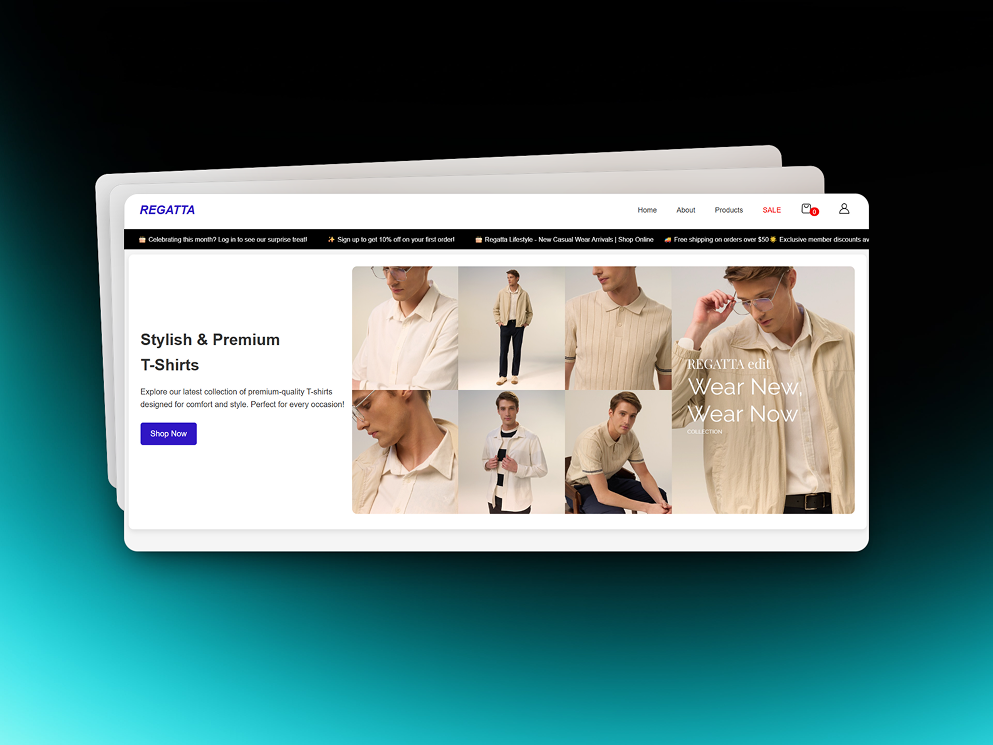 REGATTA
Home About Products SALE 0
🎂 Celebrating this month? Log in to see our surprise treat! ✨ Sign up to get 10% off on your first order! 🎂 Regatta Lifestyle - New Casual Wear Arrivals | Shop Online 🚚 Free shipping on orders over $50 🌟 Exclusive member discounts av
Stylish & Premium
T-Shirts
Explore our latest collection of premium-quality T-shirts
designed for comfort and style. Perfect for every occasion!
Shop Now
REGATTA edit
Wear New,
Wear Now
COLLECTION